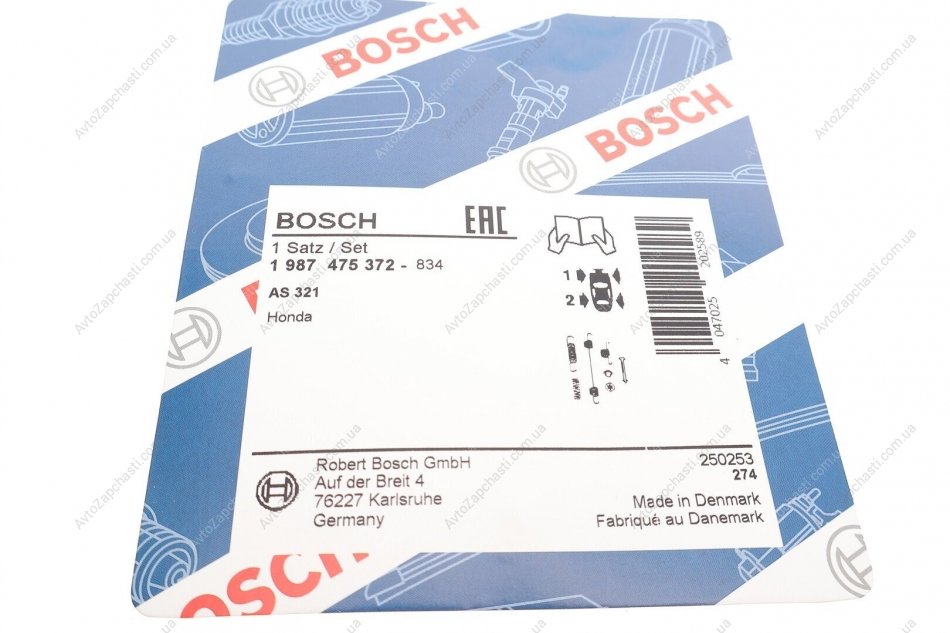 BOSCH
BOSCH
BOSCH
EAC
1 Satz / Set
1 987 475 372 - 834
AS 321
Honda
1
2
4 047025 202589
Robert Bosch GmbH
Auf der Breit 4
76227 Karlsruhe
Germany
250253
274
Made in Denmark
Fabriqué au Danemark
BOSCH
AvtoZapchasti.com.ua